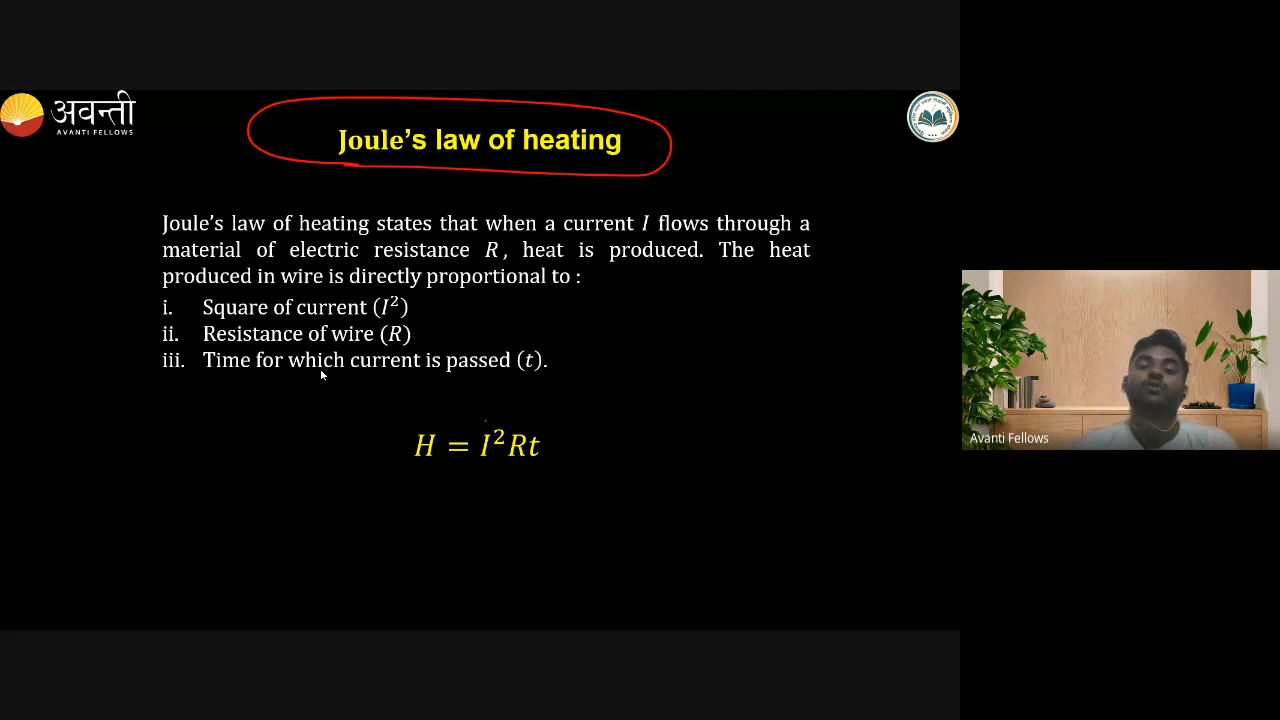 अवन्ती
AVANTI FELLOWS
Joule’s law of heating
Joule’s law of heating states that when a current I flows through a
material of electric resistance R, heat is produced. The heat
produced in wire is directly proportional to :
i. Square of current (I²)
ii. Resistance of wire (R)
iii. Time for which current is passed (t).
H = I²Rt
Avanti Fellows